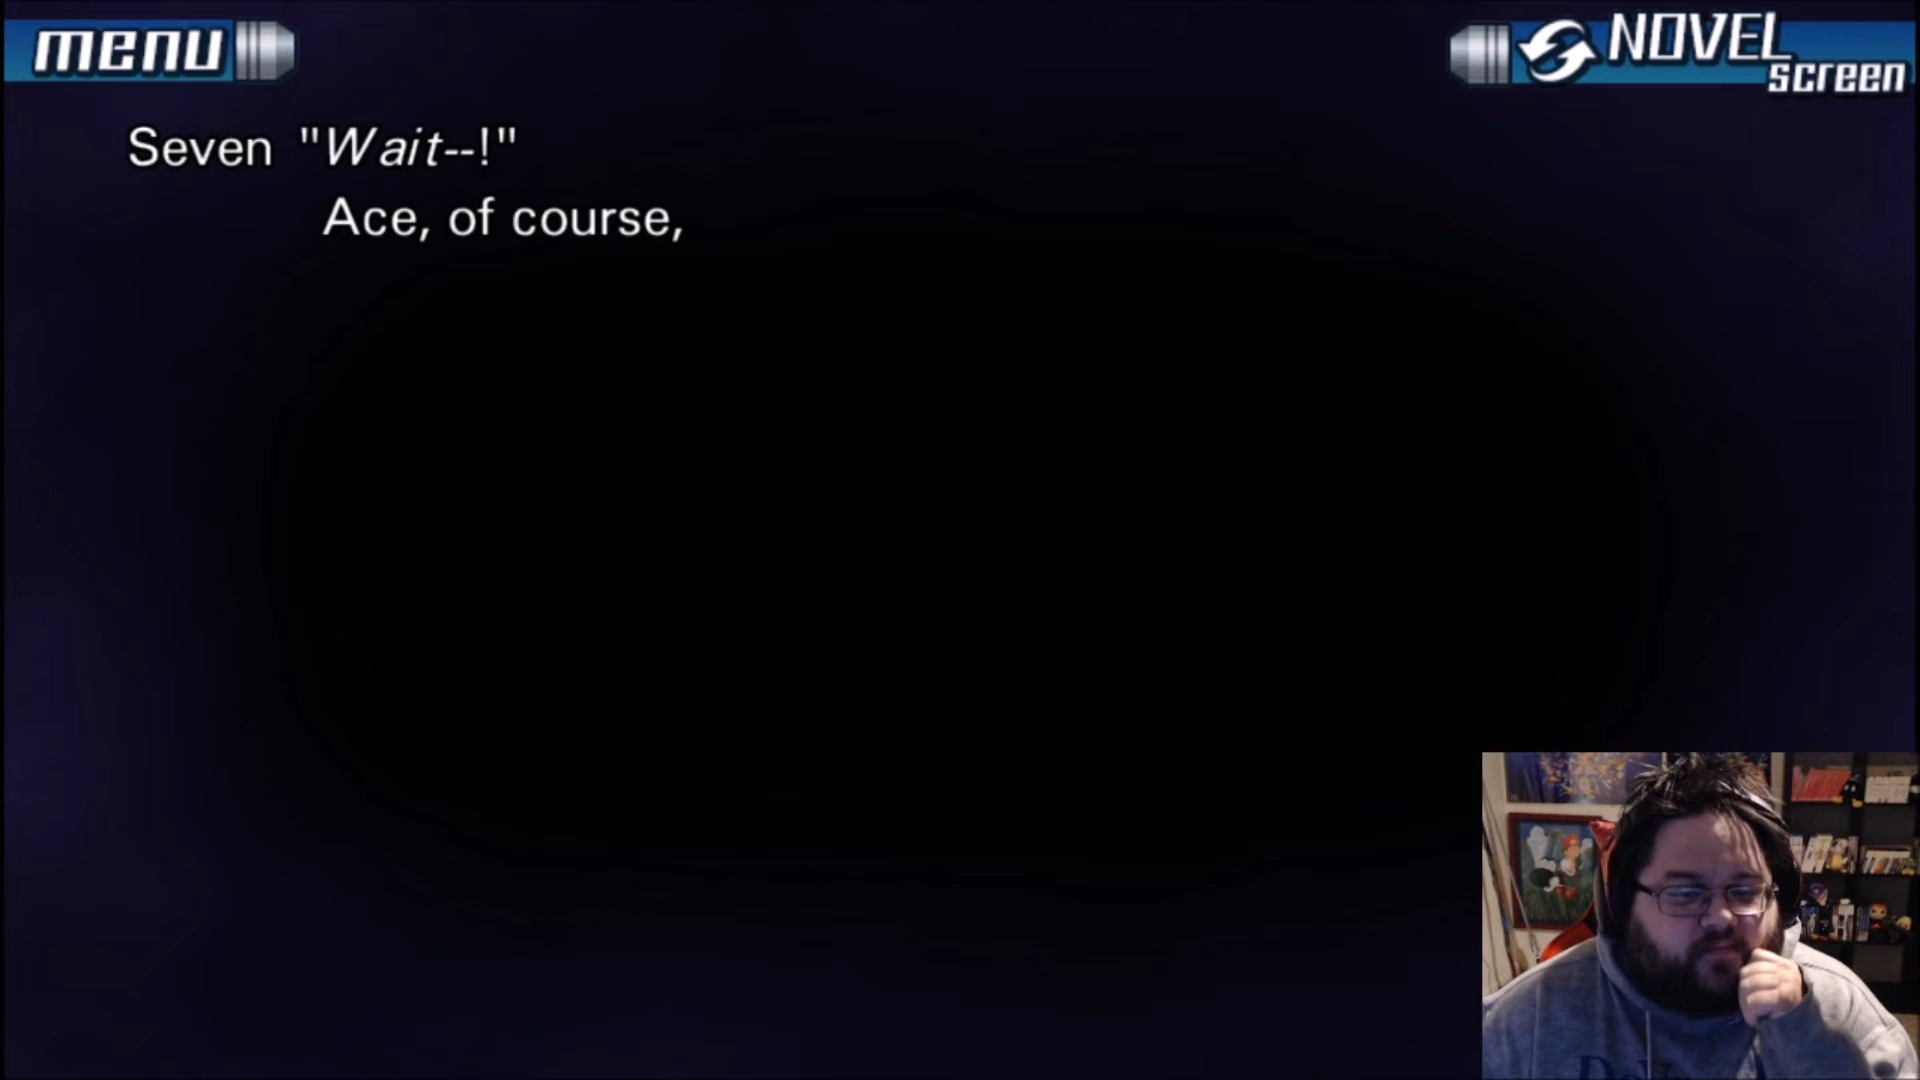 menu
NOVEL
screen
Seven "Wait--!"
Ace, of course,